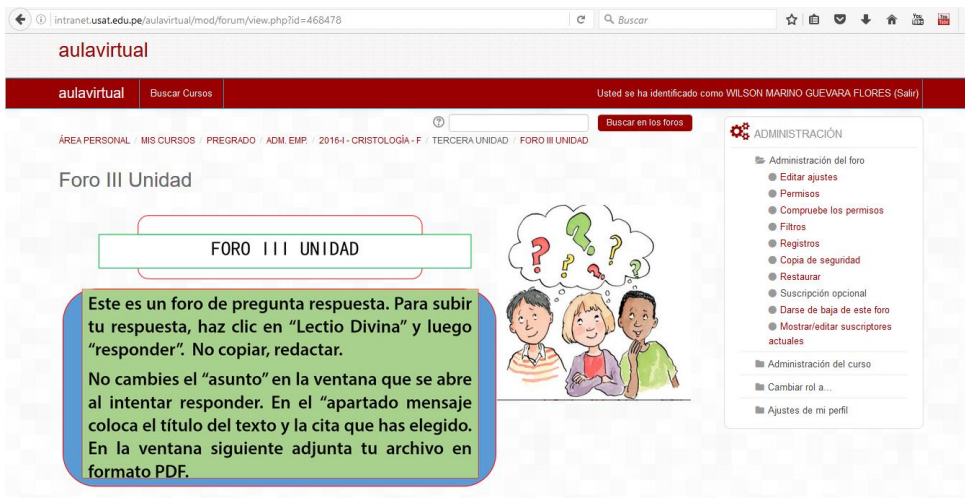 intranet.usat.edu.pe/aulavirtual/mod/forum/view.php?id=468478
Buscar
aulavirtual
aulavirtual Buscar Cursos Usted se ha identificado como WILSON MARINO GUEVARA FLORES (Salir)
Buscar en los foros
ÁREA PERSONAL / MIS CURSOS / PREGRADO / ADM. EMP. / 2016-I - CRISTOLOGÍA - F / TERCERA UNIDAD / FORO III UNIDAD
Foro III Unidad
FORO III UNIDAD
Este es un foro de pregunta respuesta. Para subir
tu respuesta, haz clic en “Lectio Divina” y luego
“responder”. No copiar, redactar.
No cambies el “asunto” en la ventana que se abre
al intentar responder. En el “apartado mensaje
coloca el título del texto y la cita que has elegido.
En la ventana siguiente adjunta tu archivo en
formato PDF.
? ? ? ? ? ?
ADMINISTRACIÓN
Administración del foro
Editar ajustes
Permisos
Compruebe los permisos
Filtros
Registros
Copia de seguridad
Restaurar
Suscripción opcional
Darse de baja de este foro
Mostrar/editar suscriptores
actuales
Administración del curso
Cambiar rol a...
Ajustes de mi perfil